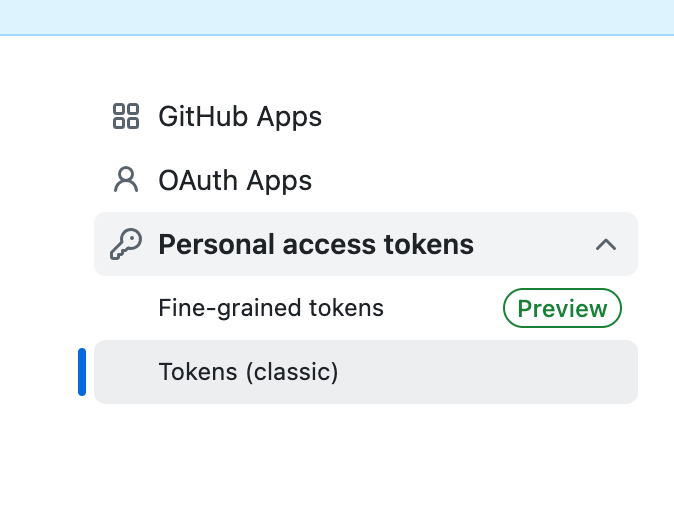 GitHub Apps
OAuth Apps
Personal access tokens
Fine-grained tokens Preview
Tokens (classic)